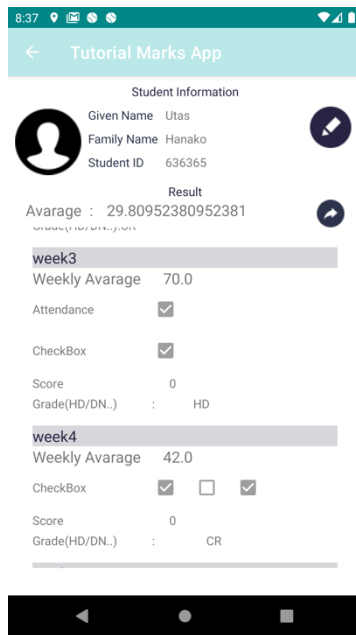 8:37
Tutorial Marks App
Student Information
Given Name Utas
Family Name Hanako
Student ID 636365
Result
Avarage : 29.80952380952381
week3
Weekly Avarage 70.0
Attendance
CheckBox
Score 0
Grade(HD/DN..) : HD
week4
Weekly Avarage 42.0
CheckBox
Score 0
Grade(HD/DN..) : CR